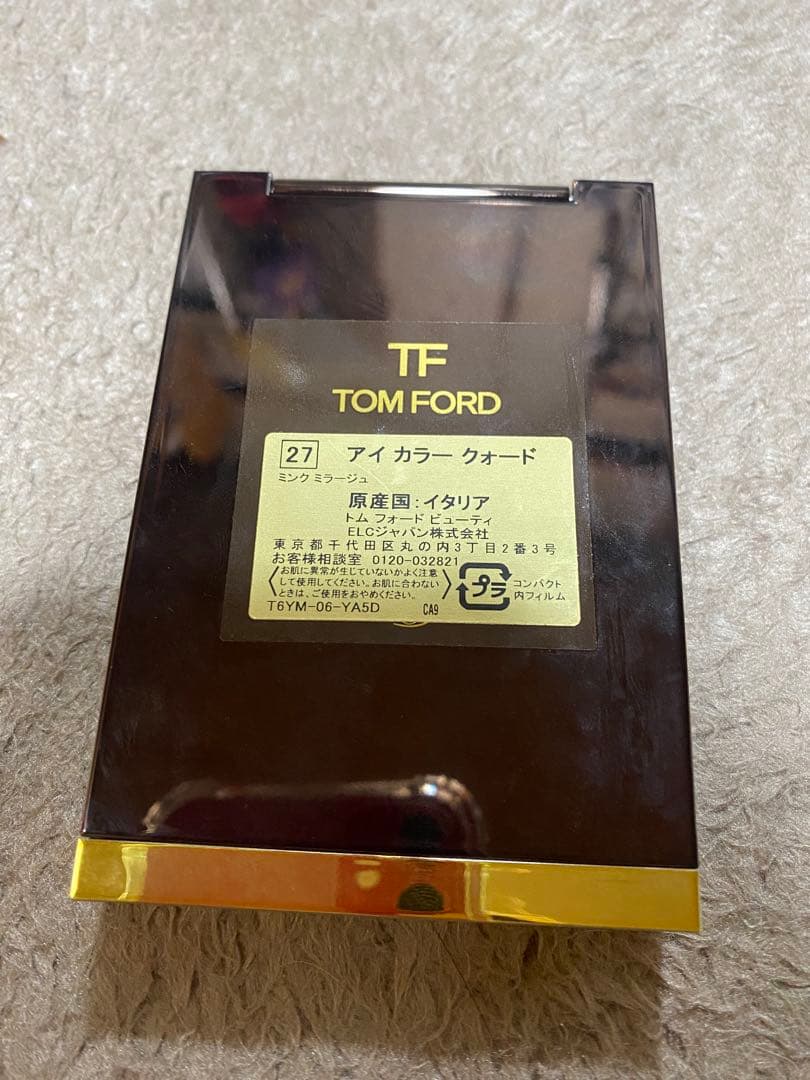 TF
TOM FORD
27 アイ カラー クォード
ミンク ミラージュ
原産国:イタリア
トム フォード ビューティ
ELCジャパン株式会社
東京都千代田区丸の内3丁目2番3号
お客様相談室 0120-032821
〈お肌に異常が生じていないかよく注意
して使用してください。お肌に合わない
ときは、ご使用をおやめください。〉
プラ
コンパクト
内フィルム
T6YM-06-YA5D CA9